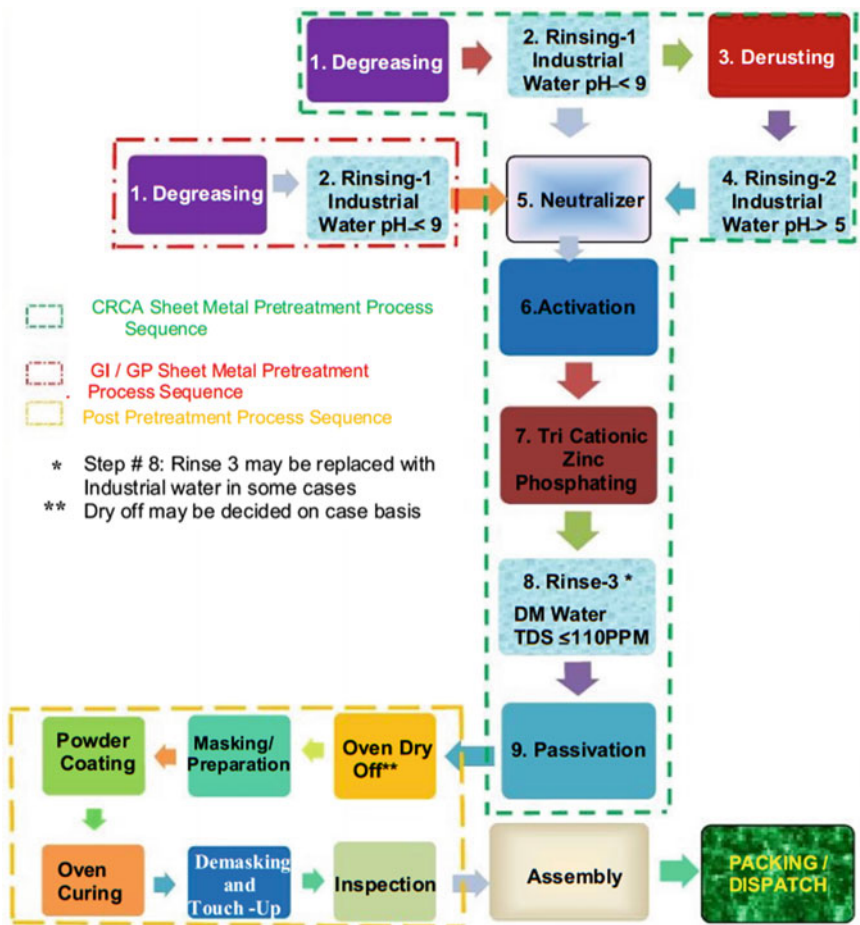 1. Degreasing
2. Rinsing-1
Industrial
Water pH ≤ 9
3. Derusting
1. Degreasing
2. Rinsing-1
Industrial
Water pH ≤ 9
5. Neutralizer
4. Rinsing-2
Industrial
Water pH > 5
6.Activation
CRCA Sheet Metal Pretreatment Process
Sequence
GI / GP Sheet Metal Pretreatment
Process Sequence
Post Pretreatment Process Sequence
* Step # 8: Rinse 3 may be replaced with
Industrial water in some cases
** Dry off may be decided on case basis
7. Tri Cationic
Zinc
Phosphating
8. Rinse-3 *
DM Water
TDS ≤110PPM
9. Passivation
Oven Dry
Off**
Masking/
Preparation
Powder
Coating
Oven
Curing
Demasking
and
Touch -Up
Inspection
Assembly
PACKING /
DISPATCH